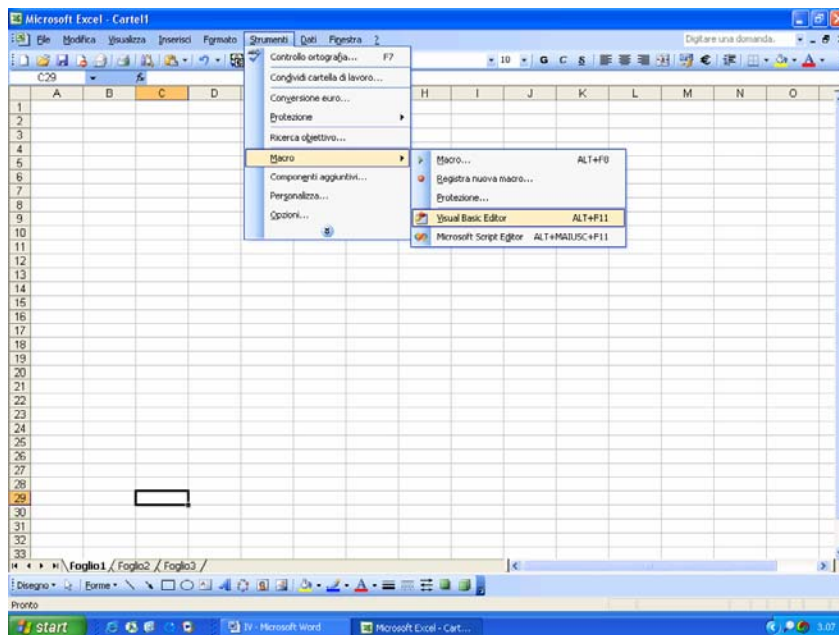 Microsoft Excel - Cartel1
File Modifica Visualizza Inserisci Formato Strumenti Dati Finestra ? Digitare una domanda.
10 G C S €
C29 fx
A B C D H I J K L M N O
Controllo ortografia... F7
Condividi cartella di lavoro...
Conversione euro...
Protezione
Ricerca obiettivo...
Macro
Componenti aggiuntivi...
Personalizza...
Opzioni...
Macro... ALT+F8
Registra nuova macro...
Protezione...
Visual Basic Editor ALT+F11
Microsoft Script Editor ALT+MAIUSC+F11
1
2
3
4
5
6
7
8
9
10
11
12
13
14
15
16
17
18
19
20
21
22
23
24
25
26
27
28
29
30
31
32
33
Foglio1 Foglio2 Foglio3
Disegno Forme
Pronto
start IV - Microsoft Word Microsoft Excel - Cart... 3.07